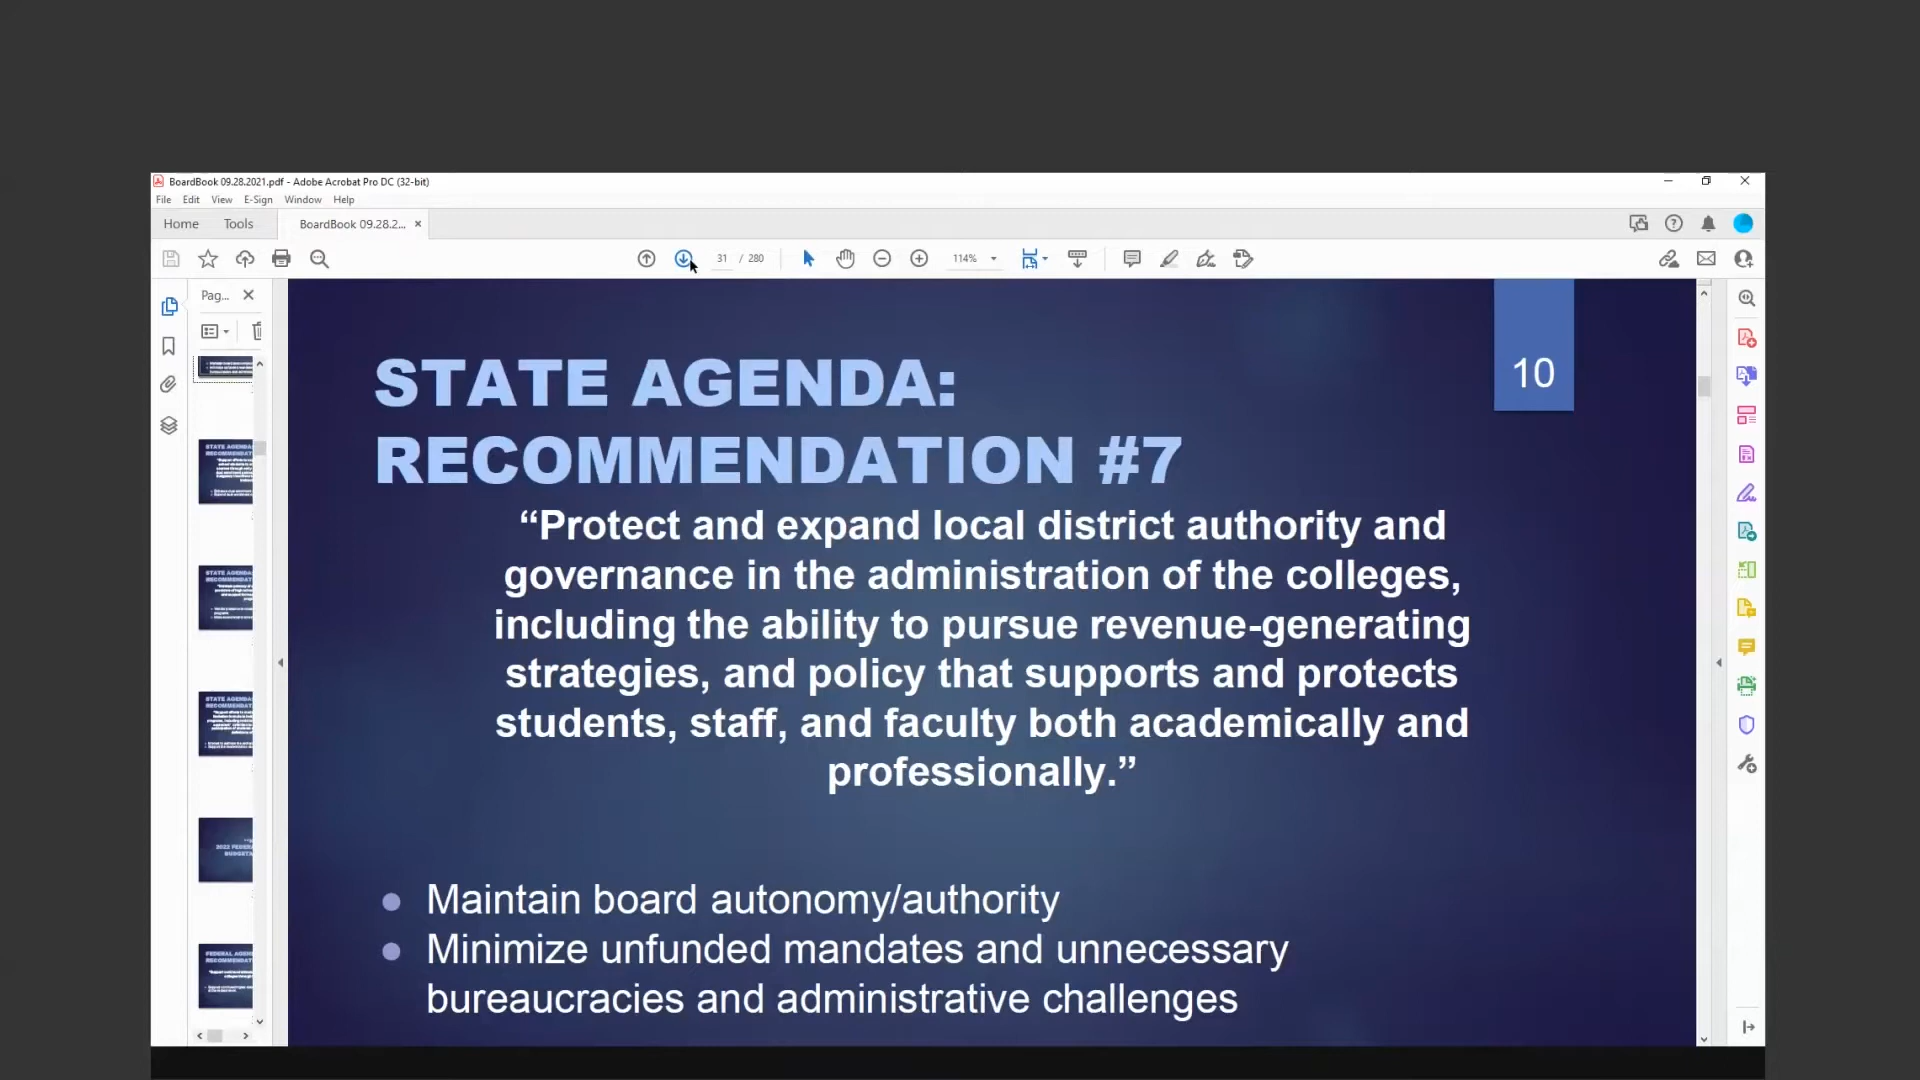 BoardBook 09.28.2021.pdf - Adobe Acrobat Pro DC (32-bit)
File Edit View E-Sign Window Help
Home Tools BoardBook 09.28.2...
31 / 280 114%
Pag...
10
STATE AGENDA:
RECOMMENDATION #7
“Protect and expand local district authority and
governance in the administration of the colleges,
including the ability to pursue revenue-generating
strategies, and policy that supports and protects
students, staff, and faculty both academically and
professionally.”
Maintain board autonomy/authority
Minimize unfunded mandates and unnecessary
bureaucracies and administrative challenges